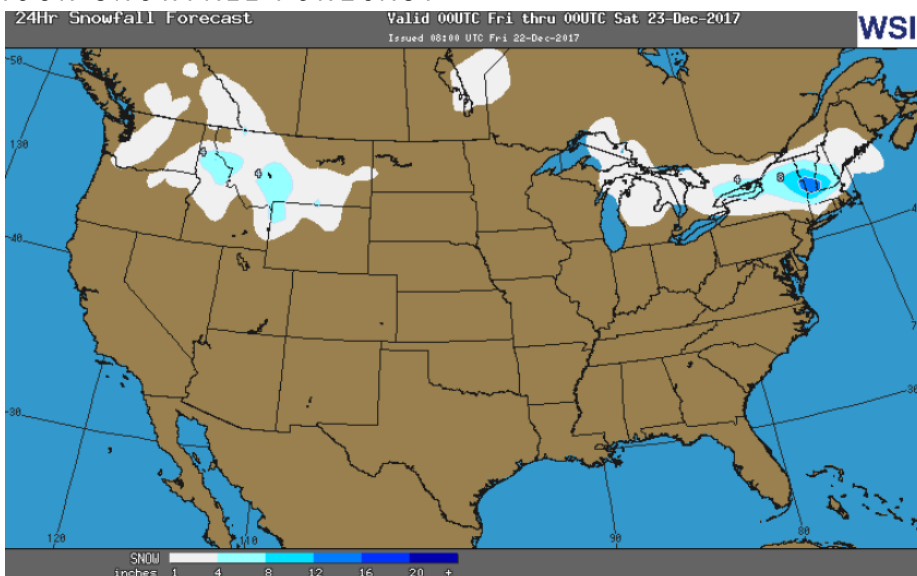 24Hr Snowfall Forecast
Valid 00UTC Fri thru 00UTC Sat 23-Dec-2017
WSI
Issued 08:00 UTC Fri 22-Dec-2017
50
130
4
4
4
8
40
30
30
120
110
90
80
SNOW
inches 1 4 8 12 16 20 +